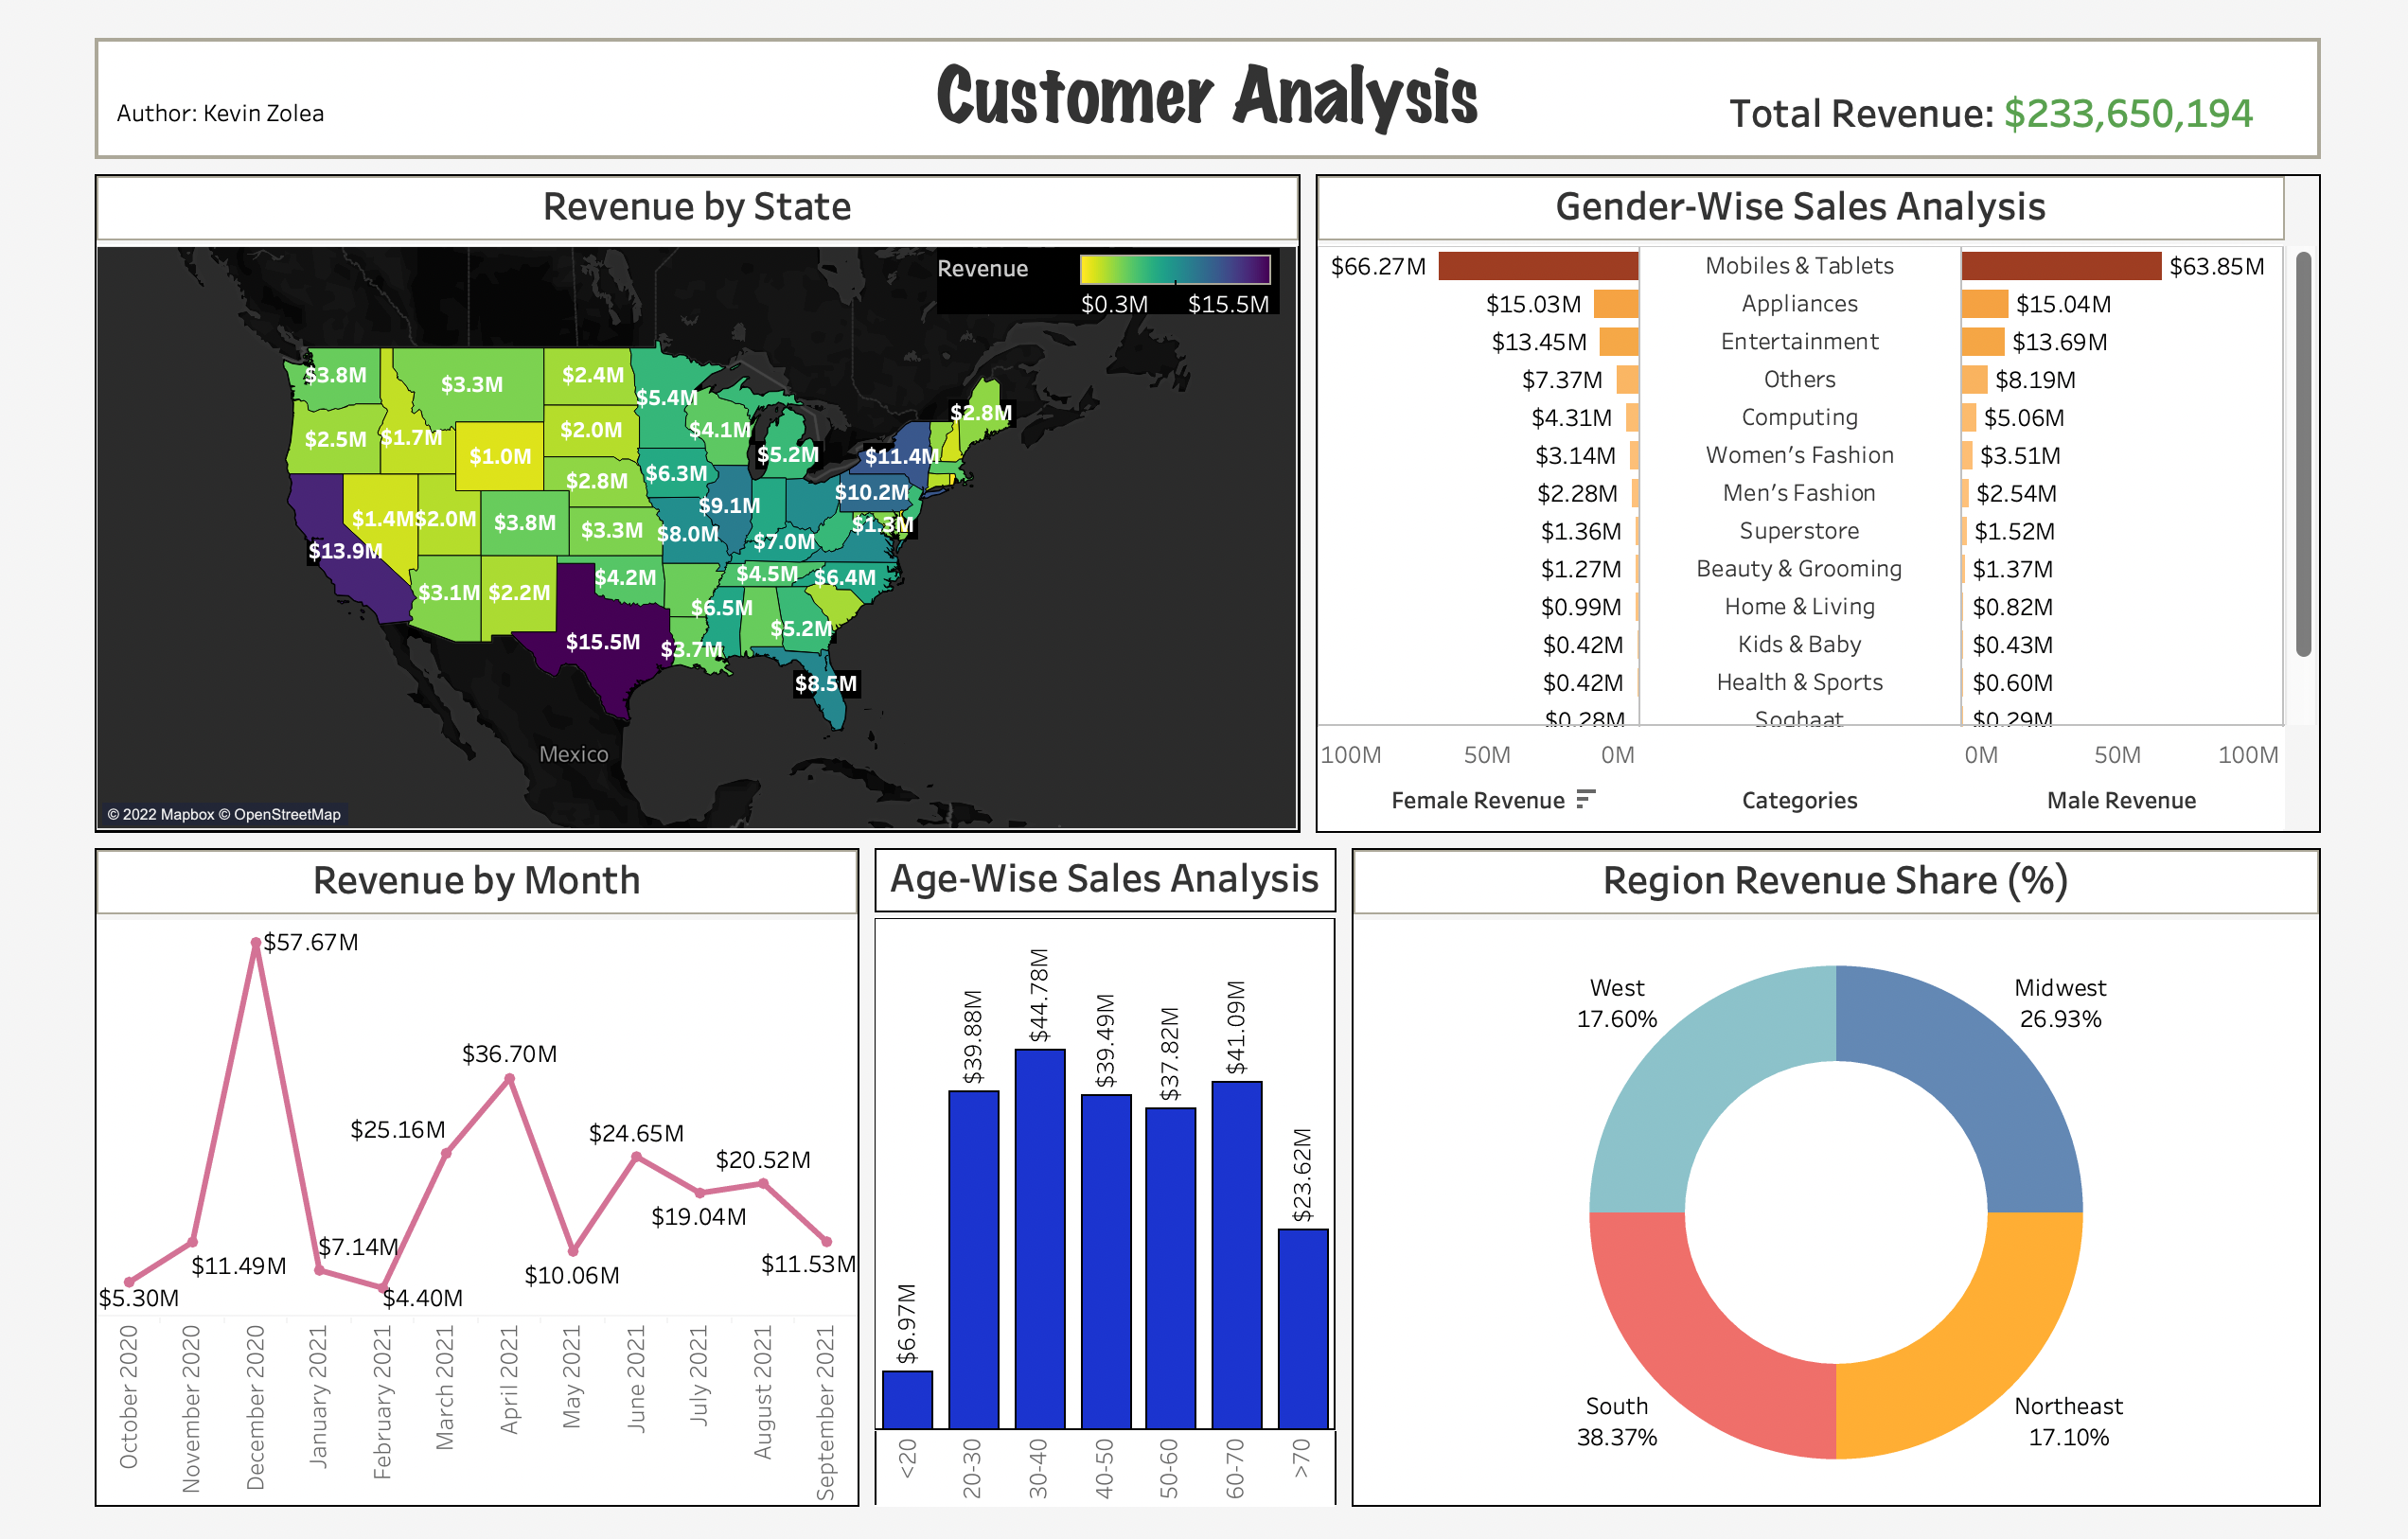 Customer Analysis
Author: Kevin Zolea
Total Revenue: $233,650,194
Revenue by State
Revenue
$0.3M $15.5M
$3.8M
$3.3M
$2.4M
$5.4M
$2.8M
$2.5M
$1.7M
$1.0M
$2.0M
$4.1M
$5.2M
$11.4M
$6.3M
$2.8M
$9.1M
$10.2M
$1.4M
$2.0M
$3.8M
$3.3M
$8.0M
$7.0M
$1.3M
$13.9M
$3.1M
$2.2M
$4.2M
$4.5M
$6.4M
$6.5M
$15.5M
$3.7M
$5.2M
$8.5M
Mexico
© 2022 Mapbox © OpenStreetMap
Gender-Wise Sales Analysis
$66.27M Mobiles & Tablets $63.85M
$15.03M Appliances $15.04M
$13.45M Entertainment $13.69M
$7.37M Others $8.19M
$4.31M Computing $5.06M
$3.14M Women's Fashion $3.51M
$2.28M Men's Fashion $2.54M
$1.36M Superstore $1.52M
$1.27M Beauty & Grooming $1.37M
$0.99M Home & Living $0.82M
$0.42M Kids & Baby $0.43M
$0.42M Health & Sports $0.60M
$0.28M Soghaat $0.29M
100M 50M 0M 0M 50M 100M
Female Revenue Categories Male Revenue
Revenue by Month
$57.67M
$36.70M
$25.16M
$24.65M
$20.52M
$19.04M
$7.14M
$11.49M
$11.53M
$10.06M
$5.30M
$4.40M
October 2020
November 2020
December 2020
January 2021
February 2021
March 2021
April 2021
May 2021
June 2021
July 2021
August 2021
September 2021
Age-Wise Sales Analysis
$6.97M
$39.88M
$44.78M
$39.49M
$37.82M
$41.09M
$23.62M
<20
20-30
30-40
40-50
50-60
60-70
>70
Region Revenue Share (%)
West
17.60%
Midwest
26.93%
South
38.37%
Northeast
17.10%